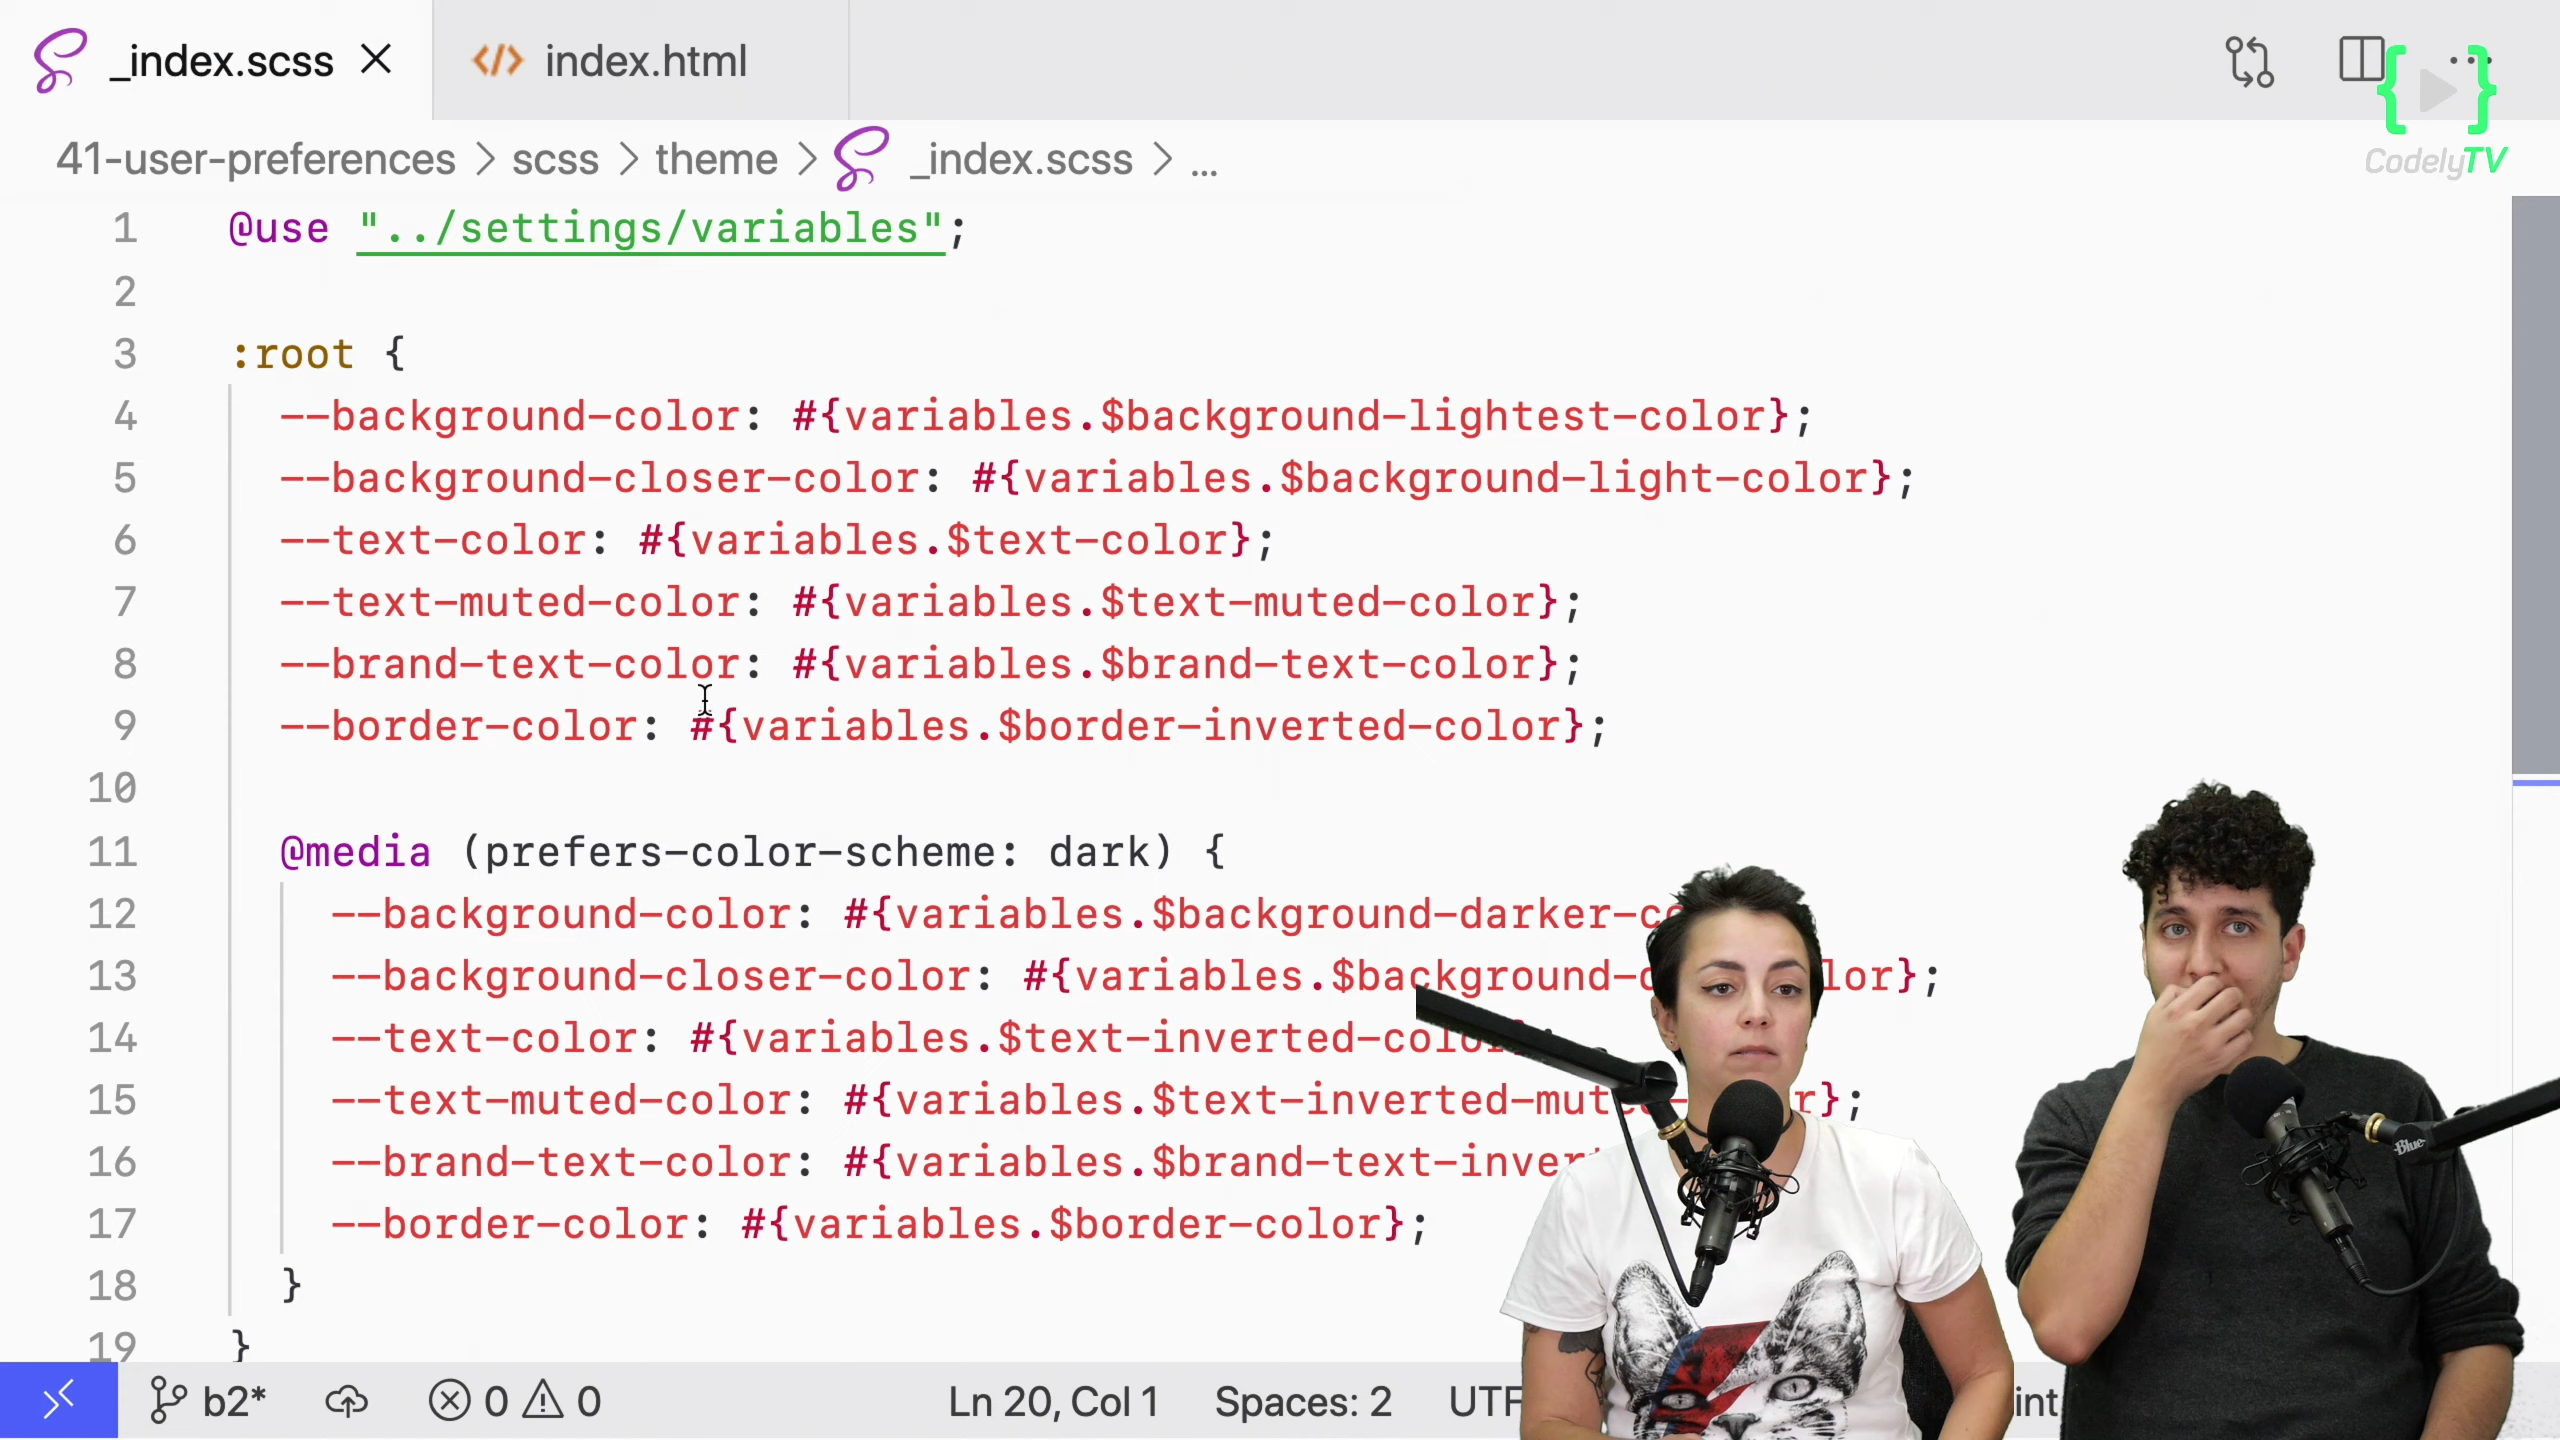 _index.scss
index.html
CodelyTV
41-user-preferences > scss > theme > _index.scss > ...
1 @use "../settings/variables";
2
3 :root {
4 --background-color: #{variables.$background-lightest-color};
5 --background-closer-color: #{variables.$background-light-color};
6 --text-color: #{variables.$text-color};
7 --text-muted-color: #{variables.$text-muted-color};
8 --brand-text-color: #{variables.$brand-text-color};
9 --border-color: #{variables.$border-inverted-color};
10
11 @media (prefers-color-scheme: dark) {
12 --background-color: #{variables.$background-darker-
13 --background-closer-color: #{variables.$background- lor};
14 --text-color: #{variables.$text-inverted-color};
15 --text-muted-color: #{variables.$text-inverted-muted- r};
16 --brand-text-color: #{variables.$brand-text-inver
17 --border-color: #{variables.$border-color};
18 }
19 }
b2* 0 0 Ln 20, Col 1 Spaces: 2 UTF int
Blue